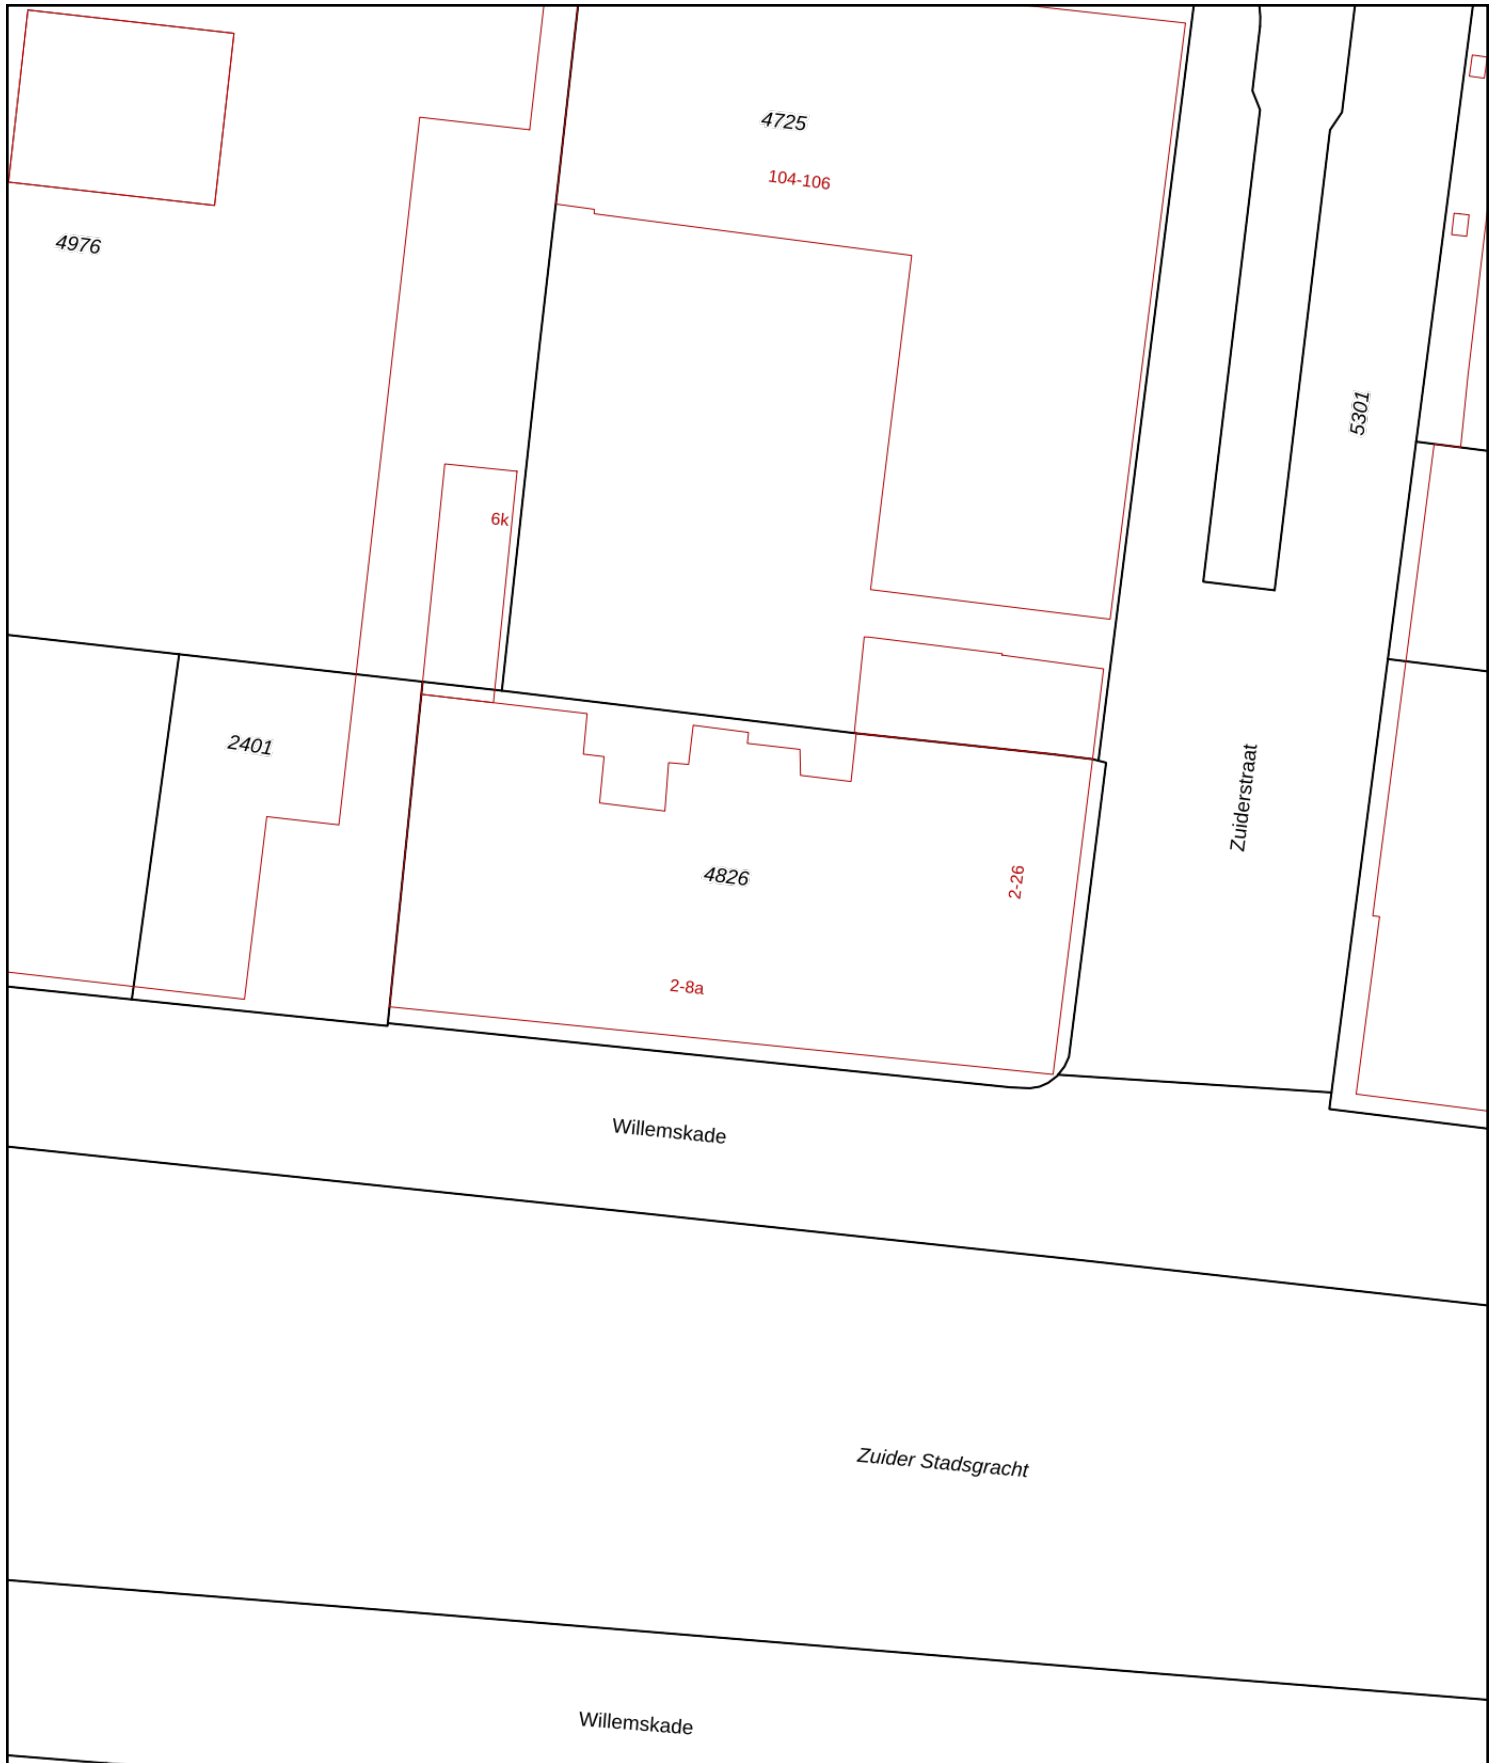 4725
104-106
4976
5301
6k
2401
Zuiderstraat
4826
2-26
2-8a
Willemskade
Zuider Stadsgracht
Willemskade